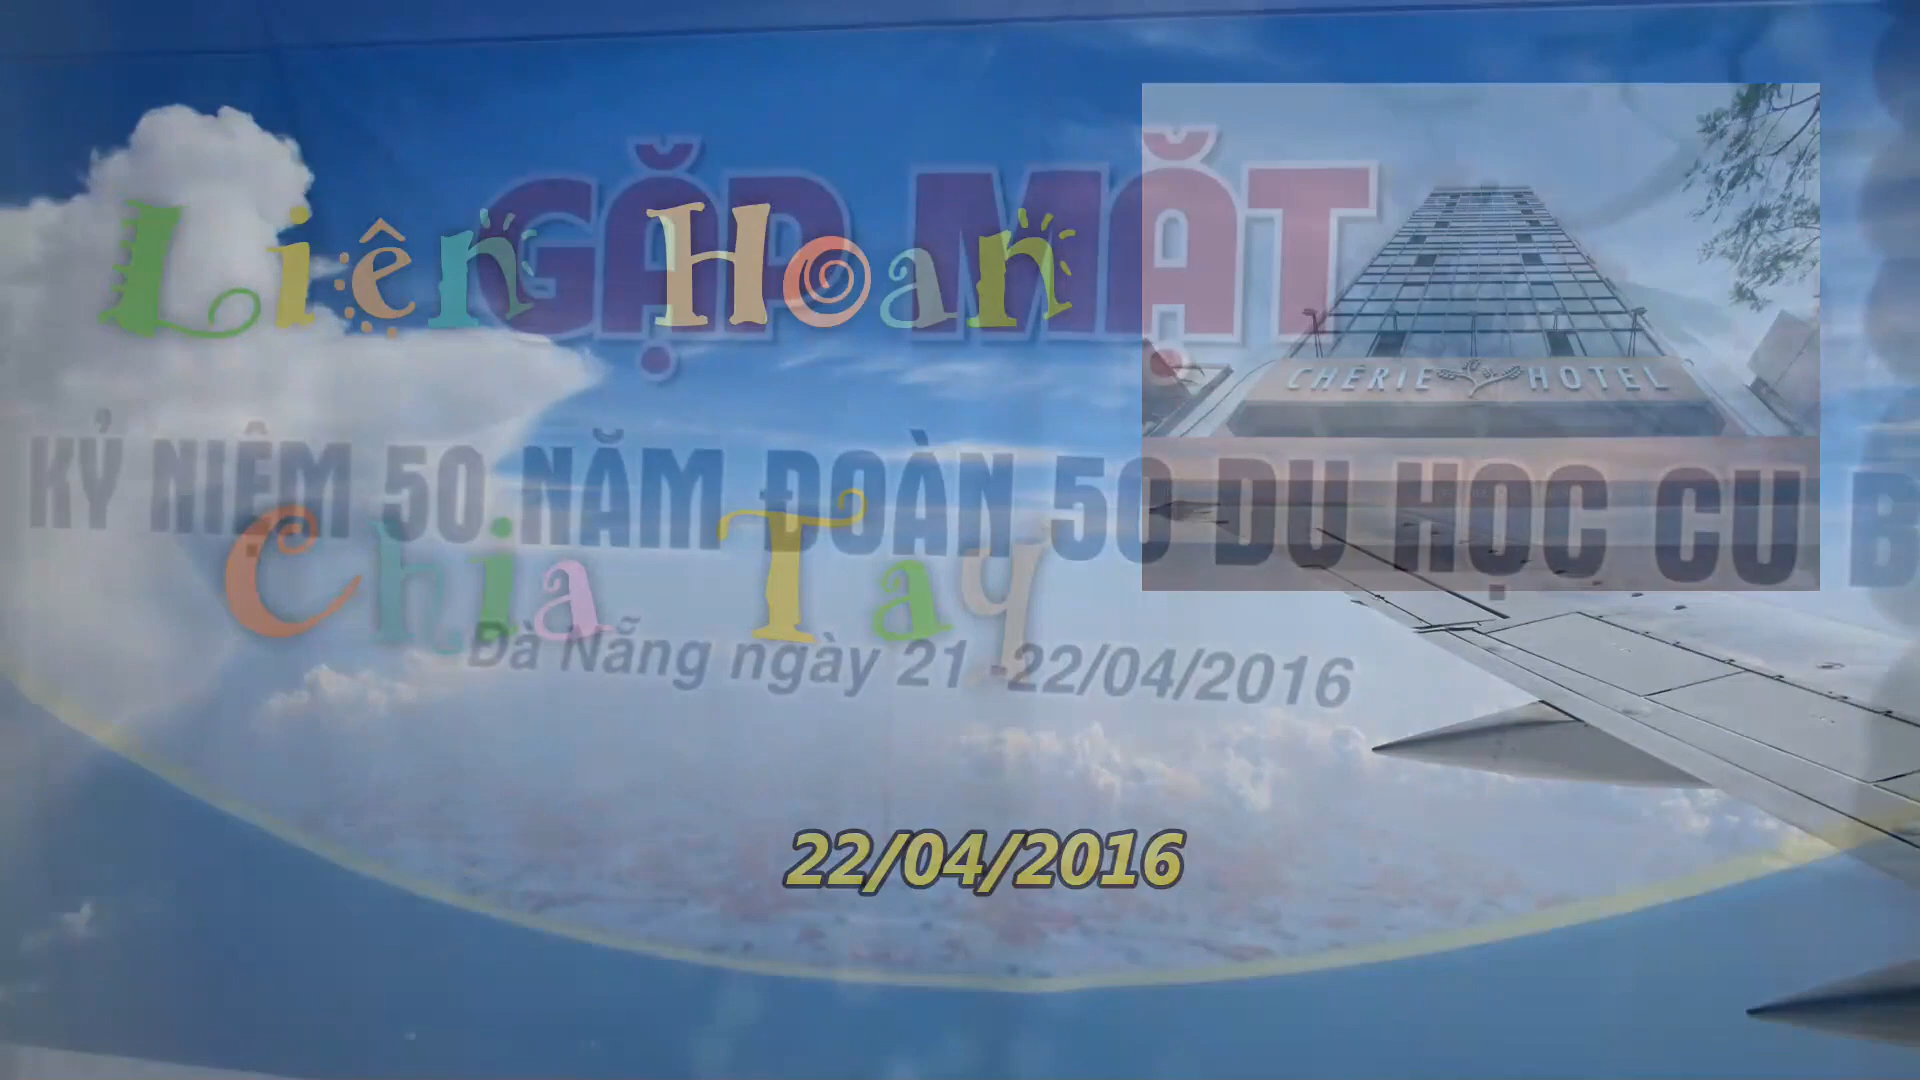 GẶP MẶT
Liên Hoan
CHÉRIE HOTEL
KỶ NIỆM 50 NĂM ĐOÀN 50 DU HỌC CU B
Chia Tay
Đà Nẵng ngày 21 -22/04/2016
22/04/2016